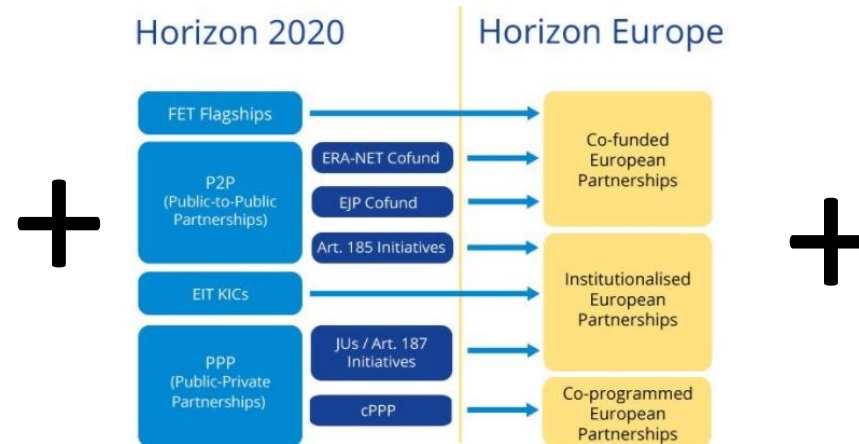 Horizon 2020
Horizon Europe
FET Flagships
P2P
(Public-to-Public
Partnerships)
ERA-NET Cofund
EJP Cofund
Art. 185 Initiatives
Co-funded
European
Partnerships
EIT KICs
Institutionalised
European
Partnerships
PPP
(Public-Private
Partnerships)
JUs / Art. 187
Initiatives
cPPP
Co-programmed
European
Partnerships